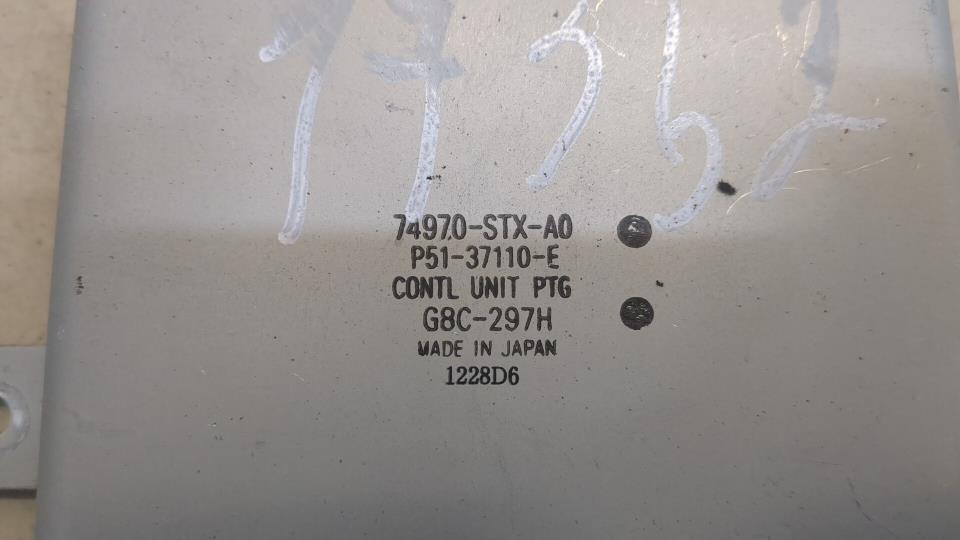 74970-STX-A0
P51-37110-E
CONTL UNIT PTG
G8C-297H
MADE IN JAPAN
1228D6